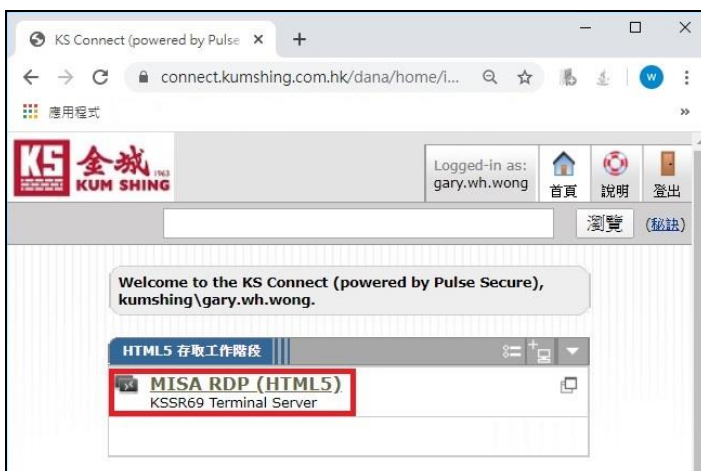 KS Connect (powered by Pulse
connect.kumshing.com.hk/dana/home/i...
W
應用程式
»
KS 金城 1963
KUM SHING
Logged-in as:
gary.wh.wong
首頁
說明
登出
瀏覽
(秘訣)
Welcome to the KS Connect (powered by Pulse Secure),
kumshing\gary.wh.wong.
HTML5 存取工作階段
MISA RDP (HTML5)
KSSR69 Terminal Server